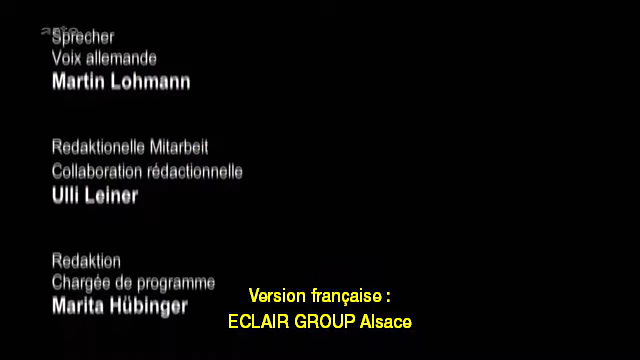 arte
Sprecher
Voix allemande
Martin Lohmann
Redaktionelle Mitarbeit
Collaboration rédactionnelle
Ulli Leiner
Redaktion
Chargée de programme
Marita Hübinger
Version française :
ECLAIR GROUP Alsace